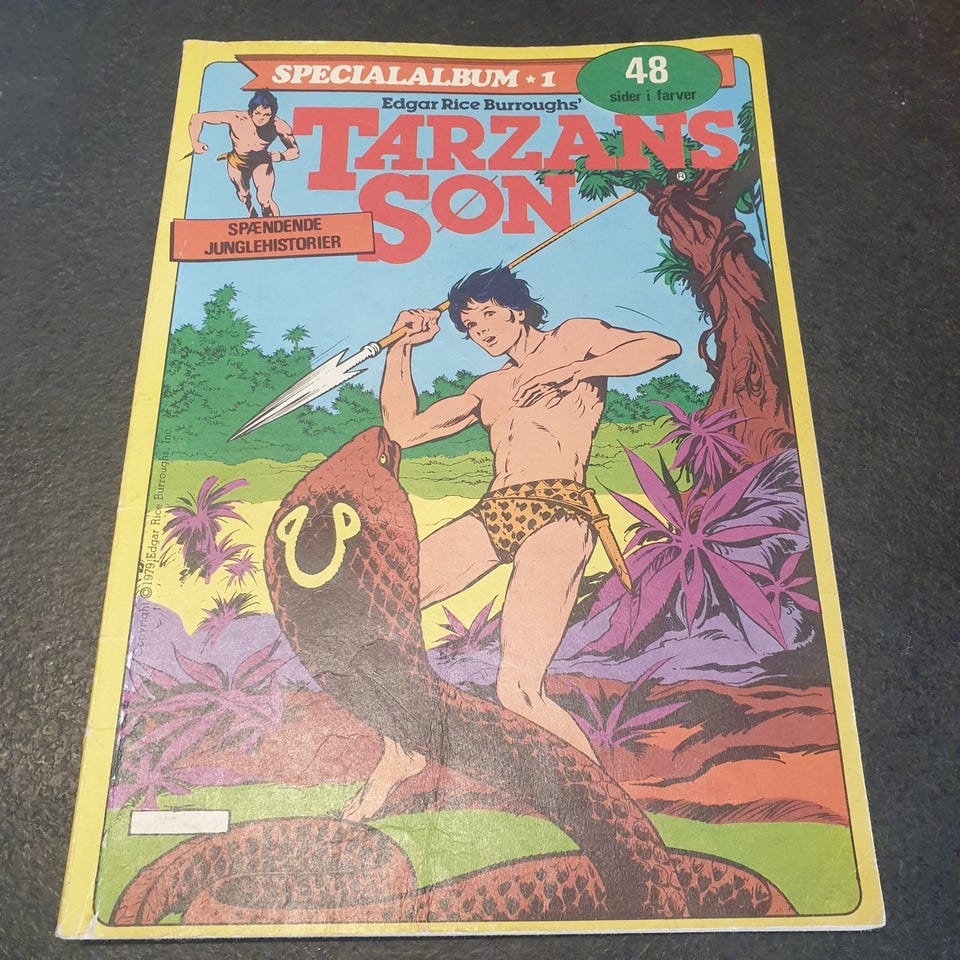 SPECIALALBUM * 1
48
sider i farver
Edgar Rice Burroughs'
TARZANS
SØN
®
SPÆNDENDE
JUNGLEHISTORIER
Copyright ©1979 Edgar Rice Burroughs, Inc.